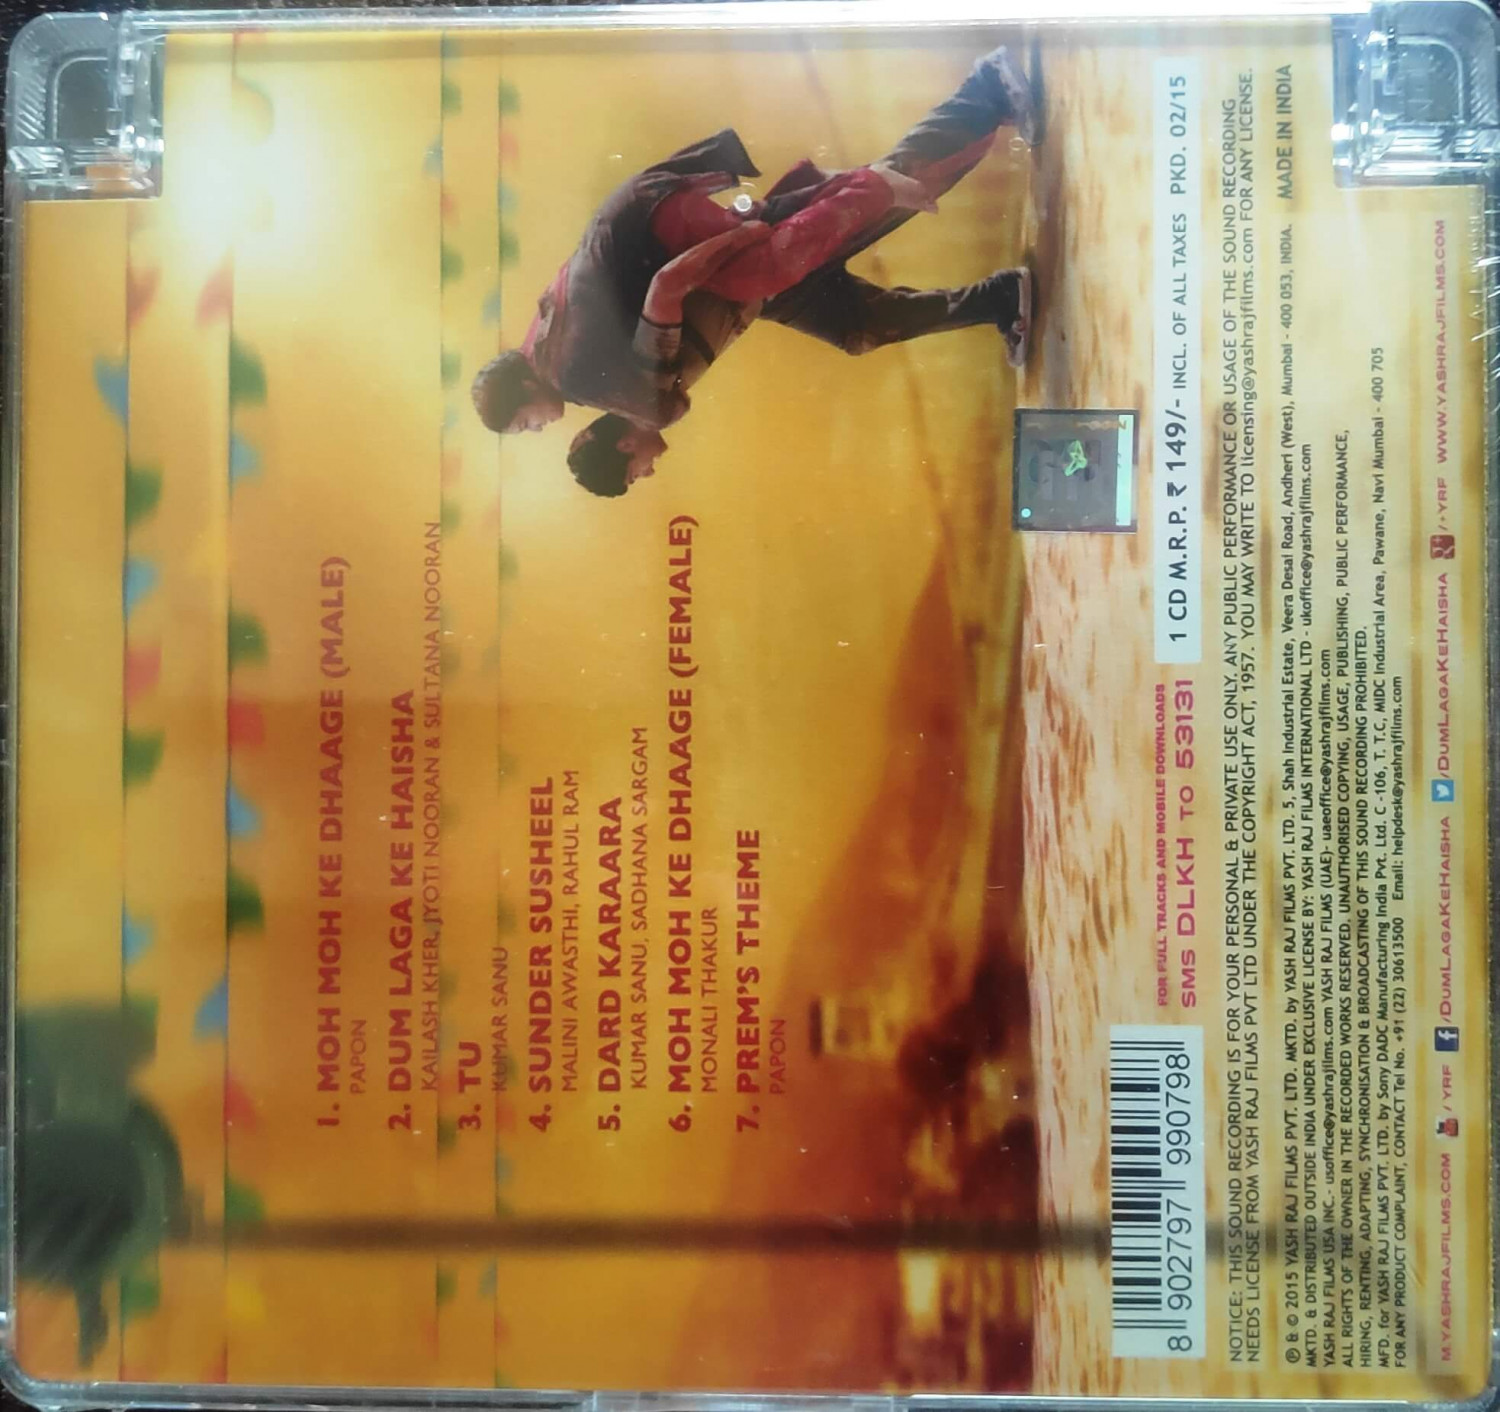 1. MOH MOH KE DHAAGE (MALE)
PAPON
2. DUM LAGA KE HAISHA
KAILASH KHER, JYOTI NOORAN & SULTANA NOORAN
3. TU
KUMAR SANU
4. SUNDER SUSHEEL
MALINI AWASTHI, RAHUL RAM
5. DARD KARAARA
KUMAR SANU, SADHANA SARGAM
6. MOH MOH KE DHAAGE (FEMALE)
MONALI THAKUR
7. PREM'S THEME
PAPON
8 902797 990798
FOR FULL TRACKS AND MOBILE DOWNLOADS
SMS DLKH TO 53131
1 CD M.R.P. ₹ 149/- INCL. OF ALL TAXES PKD. 02/15
NOTICE: THIS SOUND RECORDING IS FOR YOUR PERSONAL & PRIVATE USE ONLY. ANY PUBLIC PERFORMANCE OR USAGE OF THE SOUND RECORDING
NEEDS LICENSE FROM YASH RAJ FILMS PVT LTD UNDER THE COPYRIGHT ACT, 1957. YOU MAY WRITE TO licensing@yashrajfilms.com FOR ANY LICENSE.
℗ & © 2015 YASH RAJ FILMS PVT. LTD. MKTD. by YASH RAJ FILMS PVT. LTD. 5, Shah Industrial Estate, Veera Desai Road, Andheri (West), Mumbai - 400 053, INDIA. MADE IN INDIA
MKTD. & DISTRIBUTED OUTSIDE INDIA UNDER EXCLUSIVE LICENSE BY: YASH RAJ FILMS INTERNATIONAL LTD - ukoffice@yashrajfilms.com
YASH RAJ FILMS USA INC.- usoffice@yashrajfilms.com YASH RAJ FILMS (UAE)- uaeoffice@yashrajfilms.com
ALL RIGHTS OF THE OWNER IN THE RECORDED WORKS RESERVED. UNAUTHORISED COPYING, USAGE, PUBLISHING, PUBLIC PERFORMANCE,
HIRING, RENTING, ADAPTING, SYNCHRONISATION & BROADCASTING OF THIS SOUND RECORDING PROHIBITED.
MFD. for YASH RAJ FILMS PVT. LTD. by Sony DADC Manufacturing India Pvt. Ltd. C -106, T. T.C, MIDC Industrial Area, Pawane, Navi Mumbai - 400 705
FOR ANY PRODUCT COMPLAINT, CONTACT Tel No. +91 (22) 30613500 Email: helpdesk@yashrajfilms.com
M.YASHRAJFILMS.COM /YRF /DUMLAGAKEHAISHA /DUMLAGAKEHAISHA /+YRF WWW.YASHRAJFILMS.COM